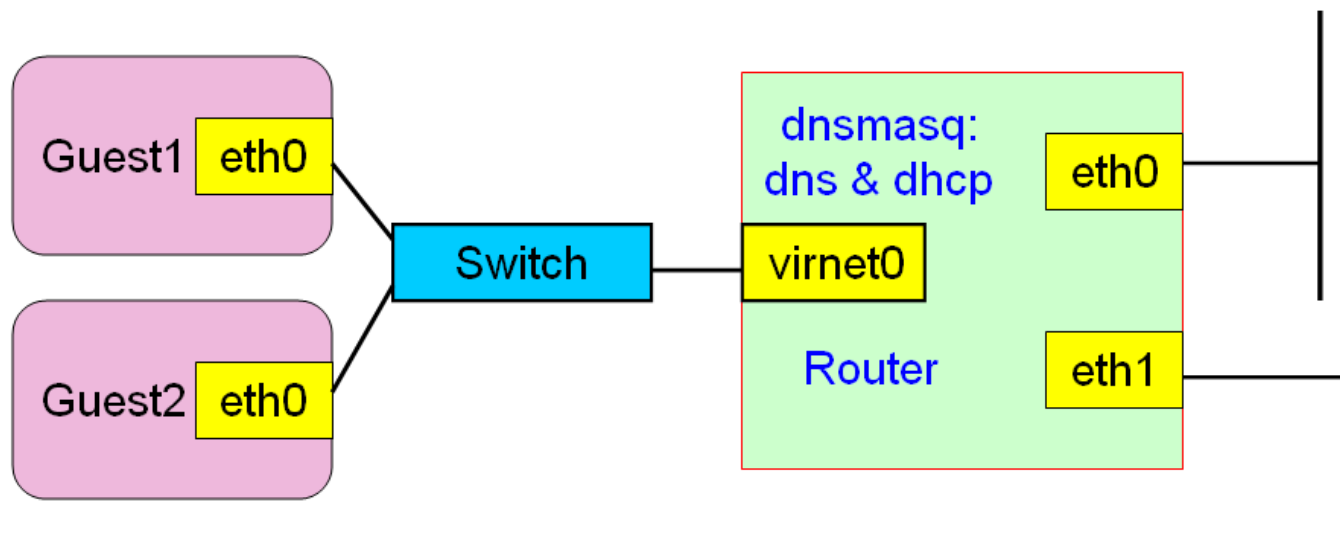 Guest1
eth0
Guest2
eth0
Switch
dnsmasq:
dns & dhcp
virnet0
Router
eth0
eth1